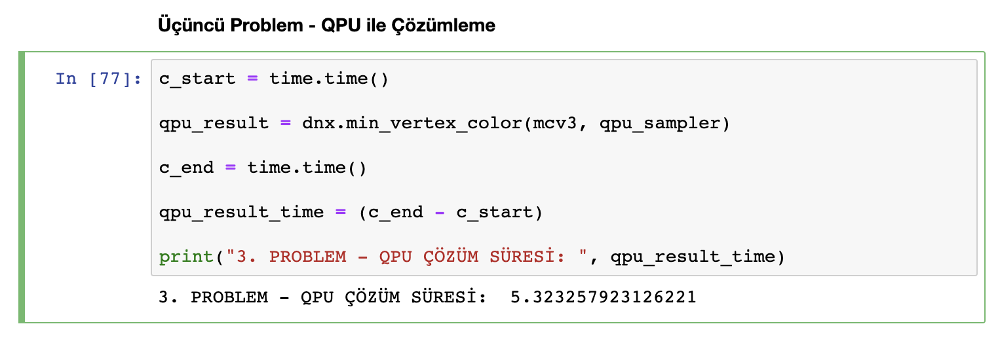 Üçüncü Problem - QPU ile Çözümleme
In [77]: c_start = time.time()
qpu_result = dnx.min_vertex_color(mcv3, qpu_sampler)
c_end = time.time()
qpu_result_time = (c_end - c_start)
print("3. PROBLEM - QPU ÇÖZÜM SÜRESİ: ", qpu_result_time)
3. PROBLEM - QPU ÇÖZÜM SÜRESİ:  5.323257923126221